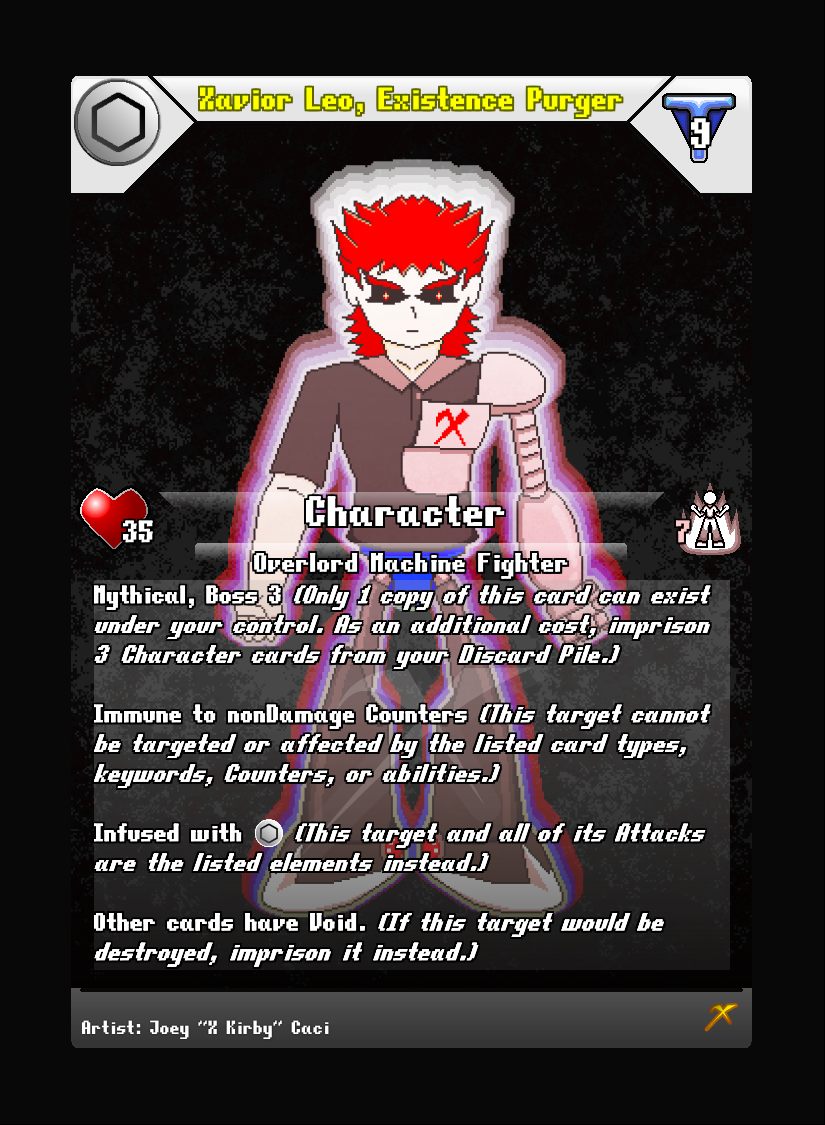 Xavior Leo, Existence Purger
9
35
Character
7
Overlord Machine Fighter
Mythical, Boss 3 (Only 1 copy of this card can exist
under your control. As an additional cost, imprison
3 Character cards from your Discard Pile.)
Immune to nonDamage Counters (This target cannot
be targeted or affected by the listed card types,
keywords, Counters, or abilities.)
Infused with (This target and all of its Attacks
are the listed elements instead.)
Other cards have Void. (If this target would be
destroyed, imprison it instead.)
Artist: Joey "X Kirby" Caci